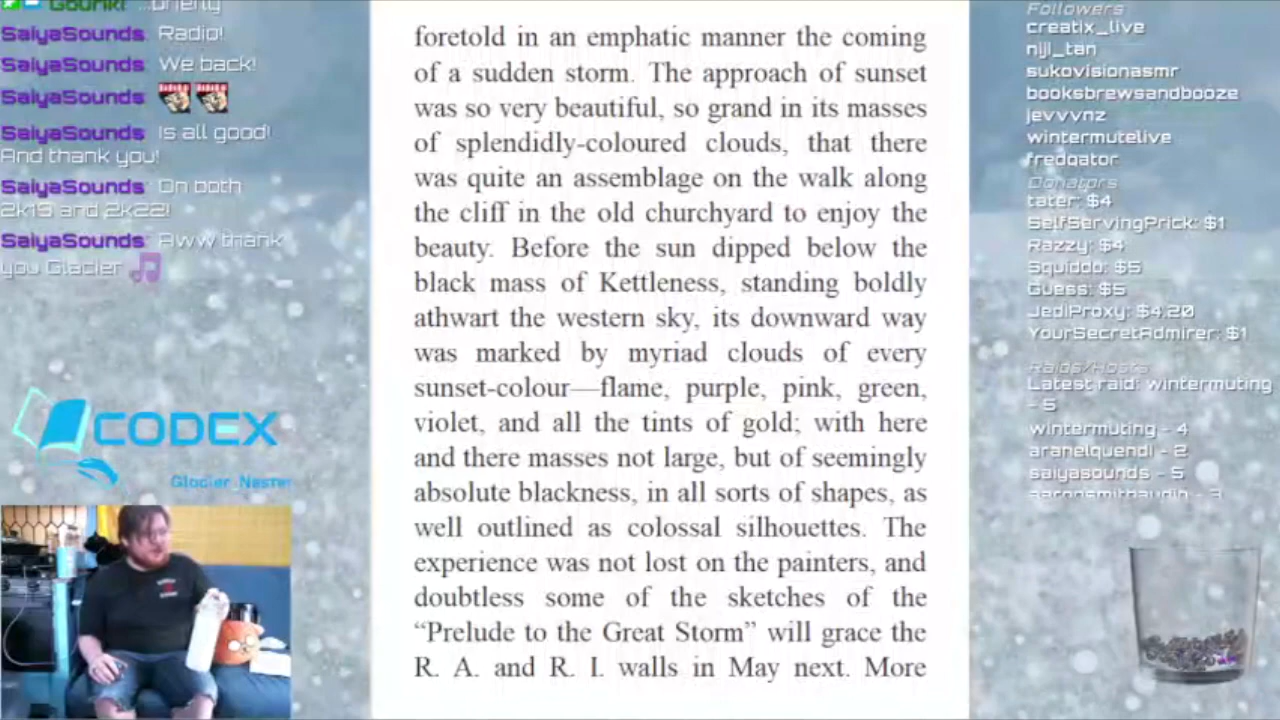 Gounki ...briefly
SaiyaSounds Radio!
SaiyaSounds We back!
SaiyaSounds
SaiyaSounds Is all good!
And thank you!
SaiyaSounds On both
2k19 and 2k22!
SaiyaSounds Aww thank
you Glacier
CODEX
Glacier_Nester
foretold in an emphatic manner the coming
of a sudden storm. The approach of sunset
was so very beautiful, so grand in its masses
of splendidly-coloured clouds, that there
was quite an assemblage on the walk along
the cliff in the old churchyard to enjoy the
beauty. Before the sun dipped below the
black mass of Kettleness, standing boldly
athwart the western sky, its downward way
was marked by myriad clouds of every
sunset-colour—flame, purple, pink, green,
violet, and all the tints of gold; with here
and there masses not large, but of seemingly
absolute blackness, in all sorts of shapes, as
well outlined as colossal silhouettes. The
experience was not lost on the painters, and
doubtless some of the sketches of the
“Prelude to the Great Storm” will grace the
R. A. and R. I. walls in May next. More
Followers
creatix_live
niji_tan
sukovisionasmr
booksbrewsandbooze
jevvvnz
wintermutelive
fredgator
Donators
tater: $4
SelfServingPrick: $1
Razzy: $4
Squiddo: $5
Guess: $5
JediProxy: $4.20
YourSecretAdmirer: $1
Raids/Hosts
Latest raid: wintermuting
- 5
wintermuting - 4
aranelquendi - 2
saiyasounds - 5